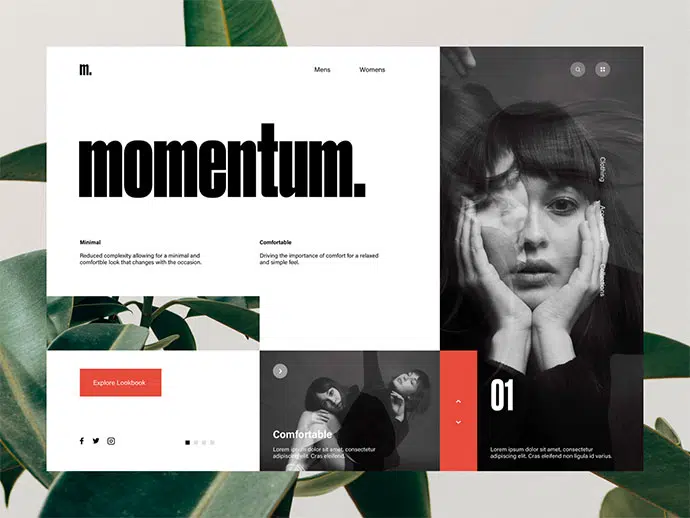 m.
Mens
Womens
momentum.
Minimal
Reduced complexity allowing for a minimal and
comfortble look that changes with the occasion.
Comfortable
Driving the importance of comfort for a relaxed
and simple feel.
Explore Lookbook
Comfortable
Lorem ipsum dolor sit amet, consectetur
adipiscing elit. Cras eleifend.
Clothing
01
Lorem ipsum dolor sit amet, consectetur
adipiscing elit. Cras eleifend non ligula id varius.